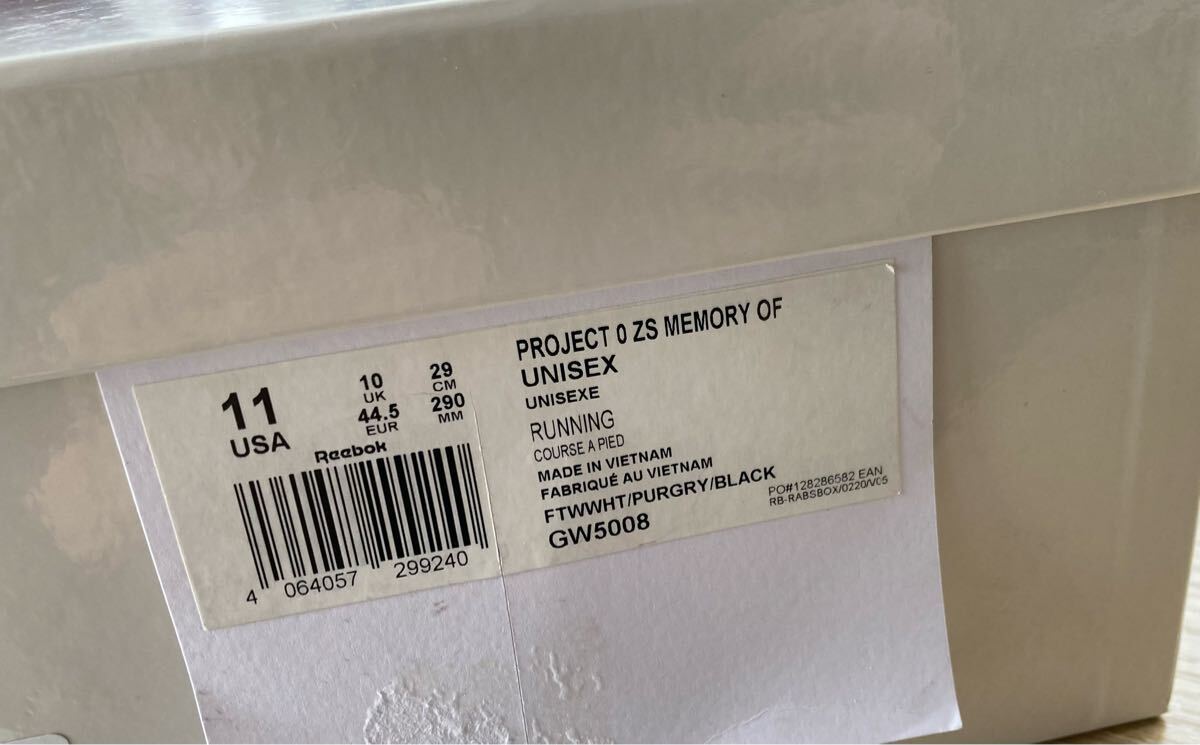 11
USA
10
UK
44.5
EUR
29
CM
290
MM
Reebok
4 064057 299240
PROJECT 0 ZS MEMORY OF
UNISEX
UNISEXE
RUNNING
COURSE A PIED
MADE IN VIETNAM
FABRIQUÉ AU VIETNAM
FTWWHT/PURGRY/BLACK
GW5008
PO#128286582 EAN
RB-RABSBOX/0220/V05